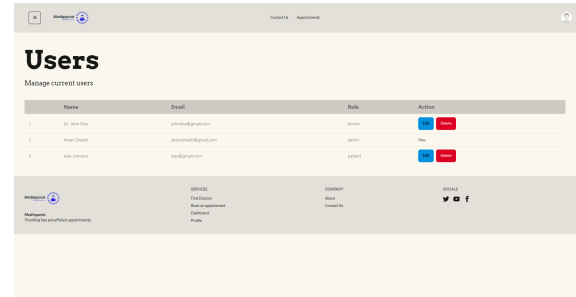 MedAppoint
Contact Us Appointments
Users
Manage current users
Name Email Role Action
1 Dr. John Doe johndoe@gmail.com doctor Edit Delete
2 Aman Shaikh admin You
3 Alex Johnson alex@gmail.com patient Edit Delete
MedAppoint
MedAppoint
Providing fast and efficient appointments.
SERVICES
Find Doctors
Book an appointment
Dashboard
Profile
COMPANY
About
Contact Us
SOCIALS